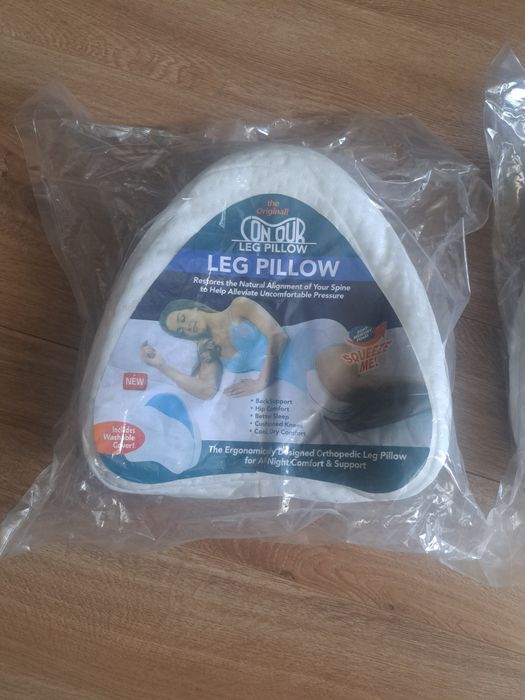 the
Original!
CONTOUR
LEG PILLOW
LEG PILLOW
Restores the Natural Alignment of Your Spine
to Help Alleviate Uncomfortable Pressure
SQUEEZE
ME!
NEW
• Back Support
• Hip Comfort
• Better Sleep
• Cushioned Knees
• Cool Dry Comfort
Includes
Washable
Cover!
The Ergonomically Designed Orthopedic Leg Pillow
for All Night Comfort & Support